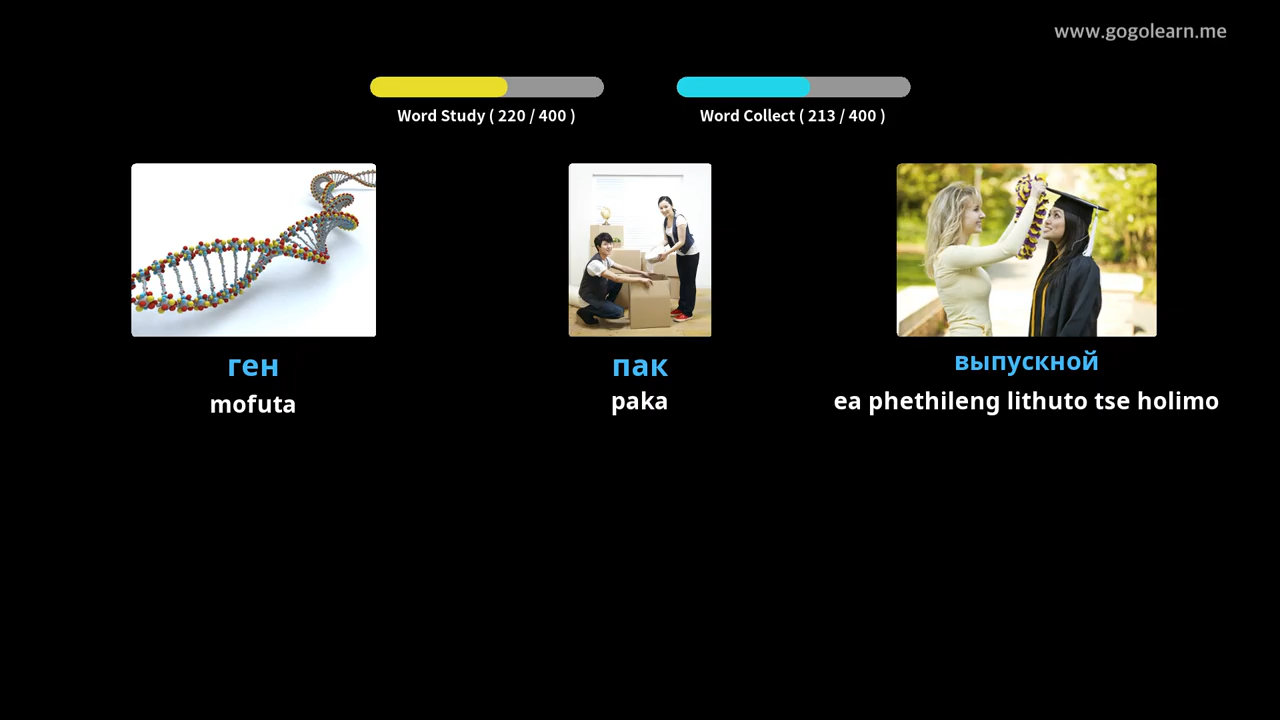 www.gogolearn.me
Word Study ( 220 / 400 )
Word Collect ( 213 / 400 )
ген
mofuta
пак
paka
выпускной
ea phethileng lithuto tse holimo